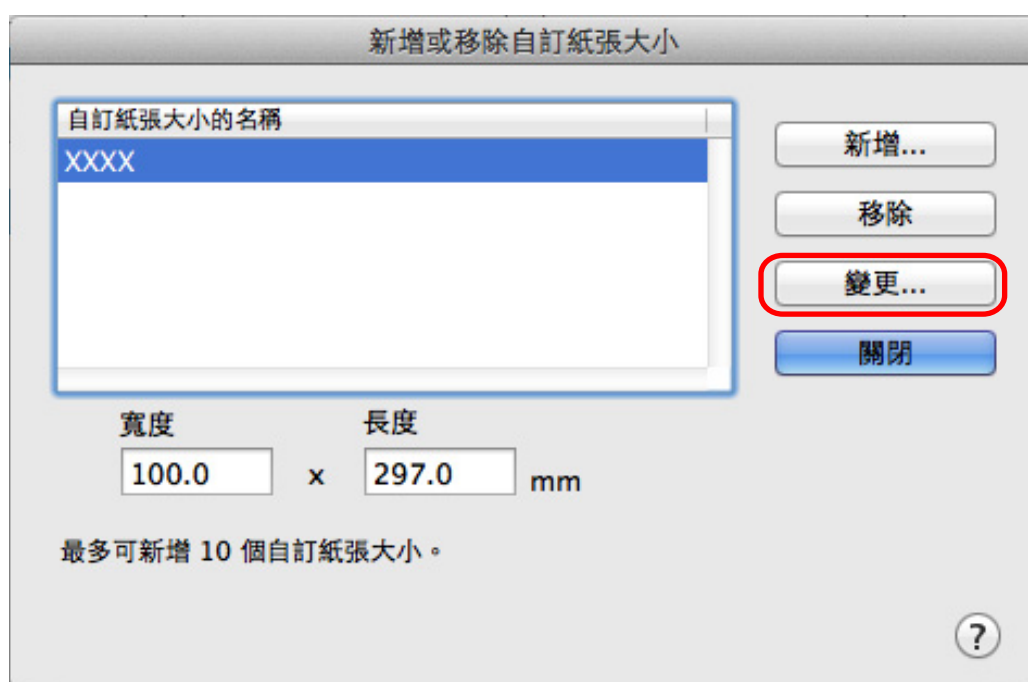 新增或移除自訂紙張大小
自訂紙張大小的名稱
XXXX
新增...
移除
變更...
關閉
寬度 長度
100.0 x 297.0 mm
最多可新增 10 個自訂紙張大小。
?